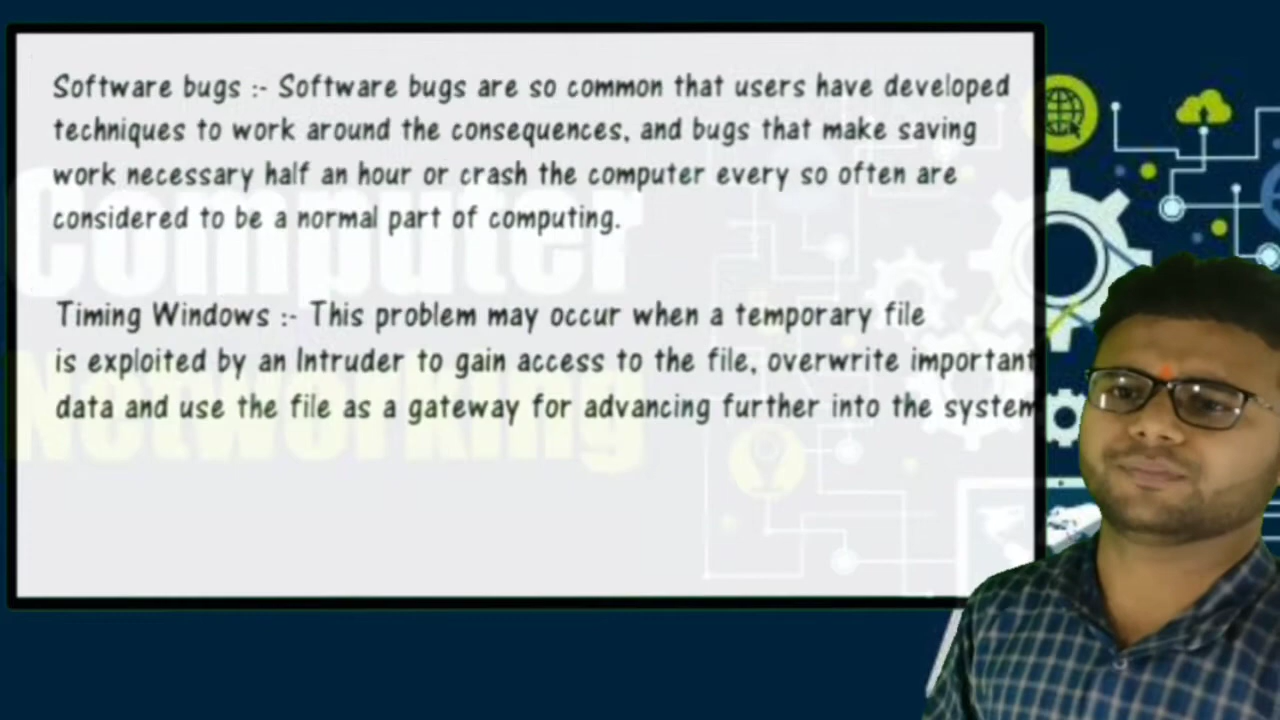 Software bugs :- Software bugs are so common that users have developed
techniques to work around the consequences, and bugs that make saving
work necessary half an hour or crash the computer every so often are
considered to be a normal part of computing.
Timing Windows :- This problem may occur when a temporary file
is exploited by an Intruder to gain access to the file, overwrite important
data and use the file as a gateway for advancing further into the system
Computer
Networking